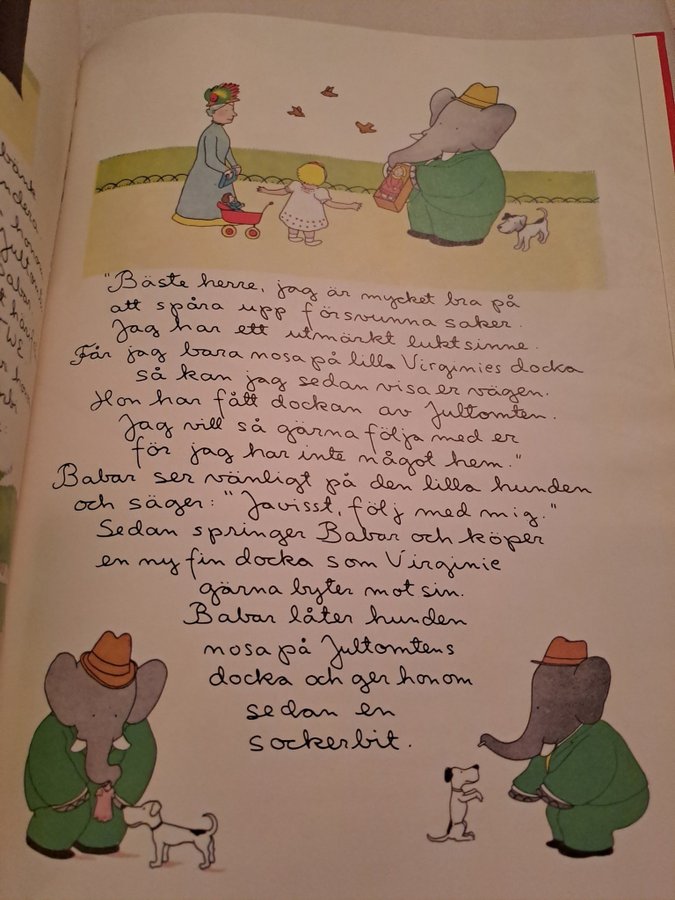 "Bäste herre, jag är mycket bra på
att spåra upp försvunna saker.
Jag har ett utmärkt luktsinne.
Får jag bara nosa på lilla Virginies docka
så kan jag sedan visa er vägen.
Hon har fått dockan av Jultomten.
Jag vill så gärna följa med er
för jag har inte något hem."
Babar ser vänligt på den lilla hunden
och säger: "Javisst, följ med mig."
Sedan springer Babar och köper
en ny fin docka som Virginie
gärna byter mot sin.
Babar låter hunden
nosa på Jultomtens
docka och ger honom
sedan en
sockerbit.